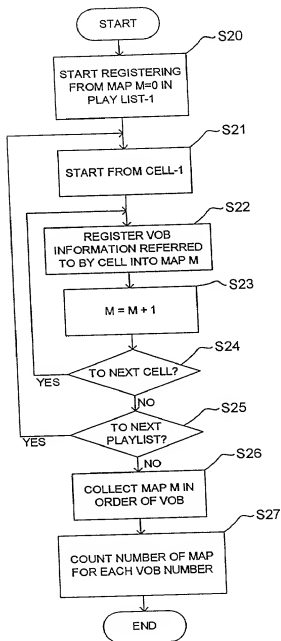 START
S20
START REGISTERING
FROM MAP M=0 IN
PLAY LIST-1
S21
START FROM CELL-1
S22
REGISTER VOB
INFORMATION REFERRED
TO BY CELL INTO MAP M
S23
M = M + 1
S24
TO NEXT CELL?
YES
NO
S25
TO NEXT
PLAYLIST?
YES
NO
S26
COLLECT MAP M IN
ORDER OF VOB
S27
COUNT NUMBER OF MAP
FOR EACH VOB NUMBER
END